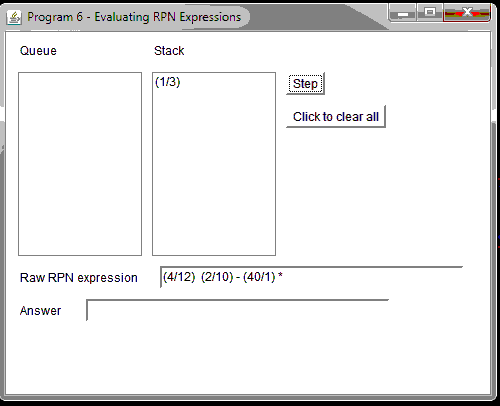 Program 6 - Evaluating RPN Expressions
Queue Stack
(1/3)
Step
Click to clear all
Raw RPN expression (4/12) (2/10) - (40/1) *
Answer